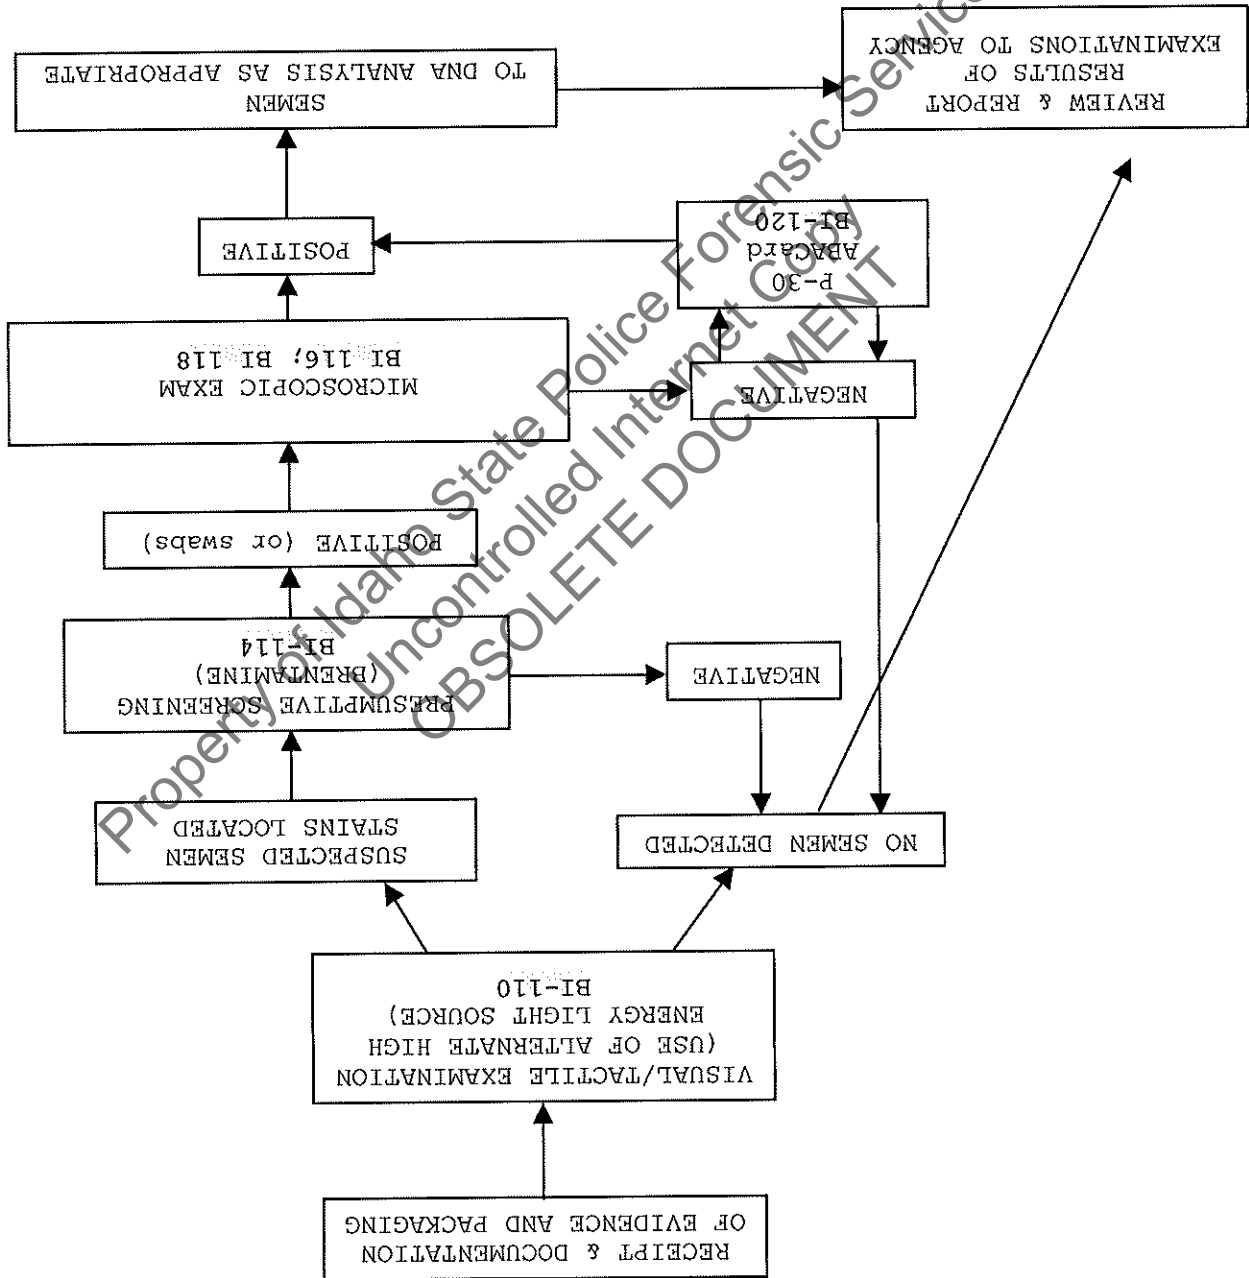 RECEIPT & DOCUMENTATION
OF EVIDENCE AND PACKAGING
VISUAL/TACTILE EXAMINATION
(USE OF ALTERNATE HIGH
ENERGY LIGHT SOURCE)
BI-110
NO SEMEN DETECTED
SUSPECTED SEMEN
STAINS LOCATED
NEGATIVE
PRESUMPTIVE SCREENING
(BRENTAMINE)
BI-114
POSITIVE (or swabs)
NEGATIVE
MICROSCOPIC EXAM
BI 116; BI 118
P-30
ABACard
BI-120
POSITIVE
REVIEW & REPORT
RESULTS OF
EXAMINATIONS TO AGENCY
SEMEN
TO DNA ANALYSIS AS APPROPRIATE
Property of Idaho State Police Forensic Services
Uncontrolled Internet Copy
OBSOLETE DOCUMENT